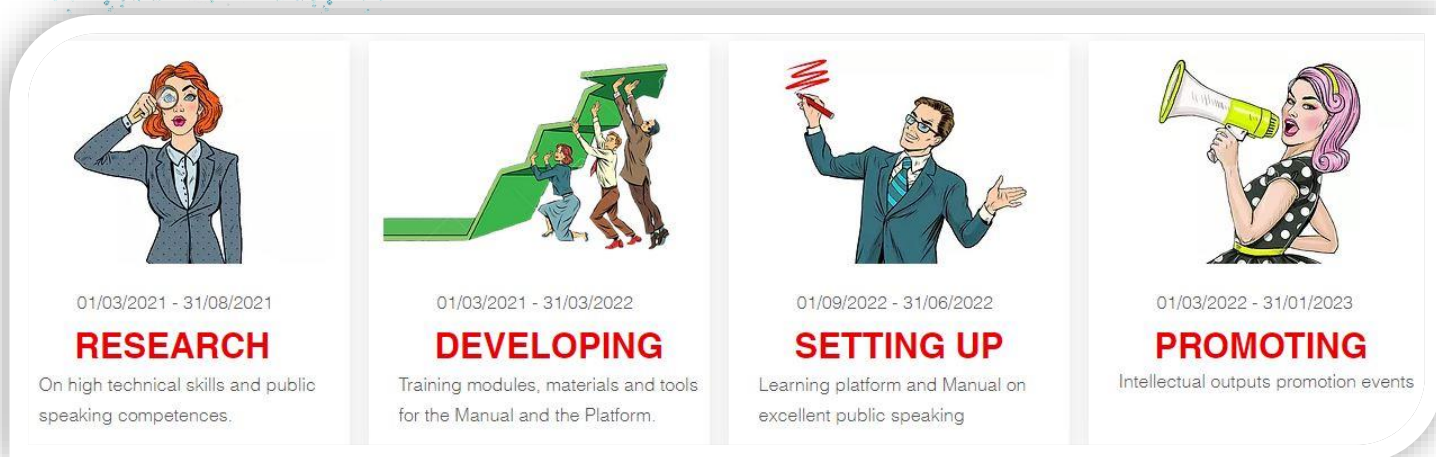 01/03/2021 - 31/08/2021
RESEARCH
On high technical skills and public
speaking competences.
01/03/2021 - 31/03/2022
DEVELOPING
Training modules, materials and tools
for the Manual and the Platform.
01/09/2022 - 31/06/2022
SETTING UP
Learning platform and Manual on
excellent public speaking
01/03/2022 - 31/01/2023
PROMOTING
Intellectual outputs promotion events